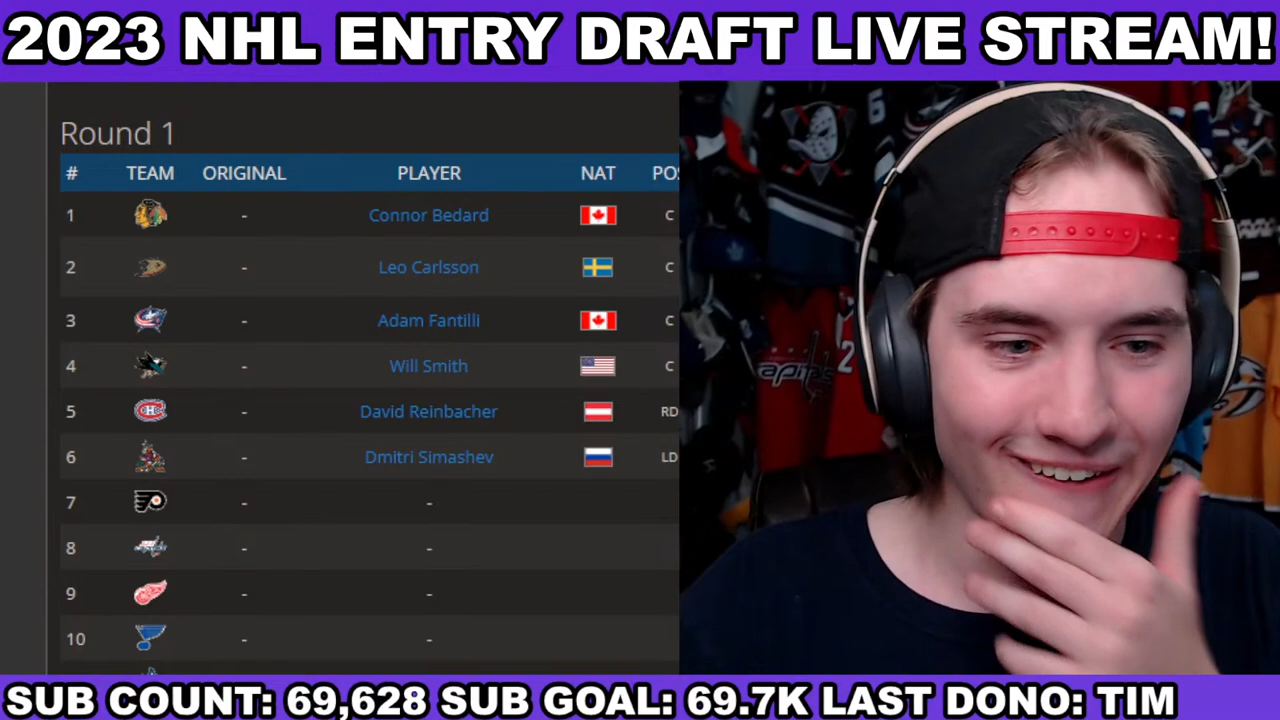 2023 NHL ENTRY DRAFT LIVE STREAM!
Round 1
# TEAM ORIGINAL PLAYER NAT POS
1 - Connor Bedard C
2 - Leo Carlsson C
3 - Adam Fantilli C
4 - Will Smith C
5 - David Reinbacher RD
6 - Dmitri Simashev LD
7 - -
8 - -
9 - -
10 - -
capitals
SUB COUNT: 69,628 SUB GOAL: 69.7K LAST DONO: TIM